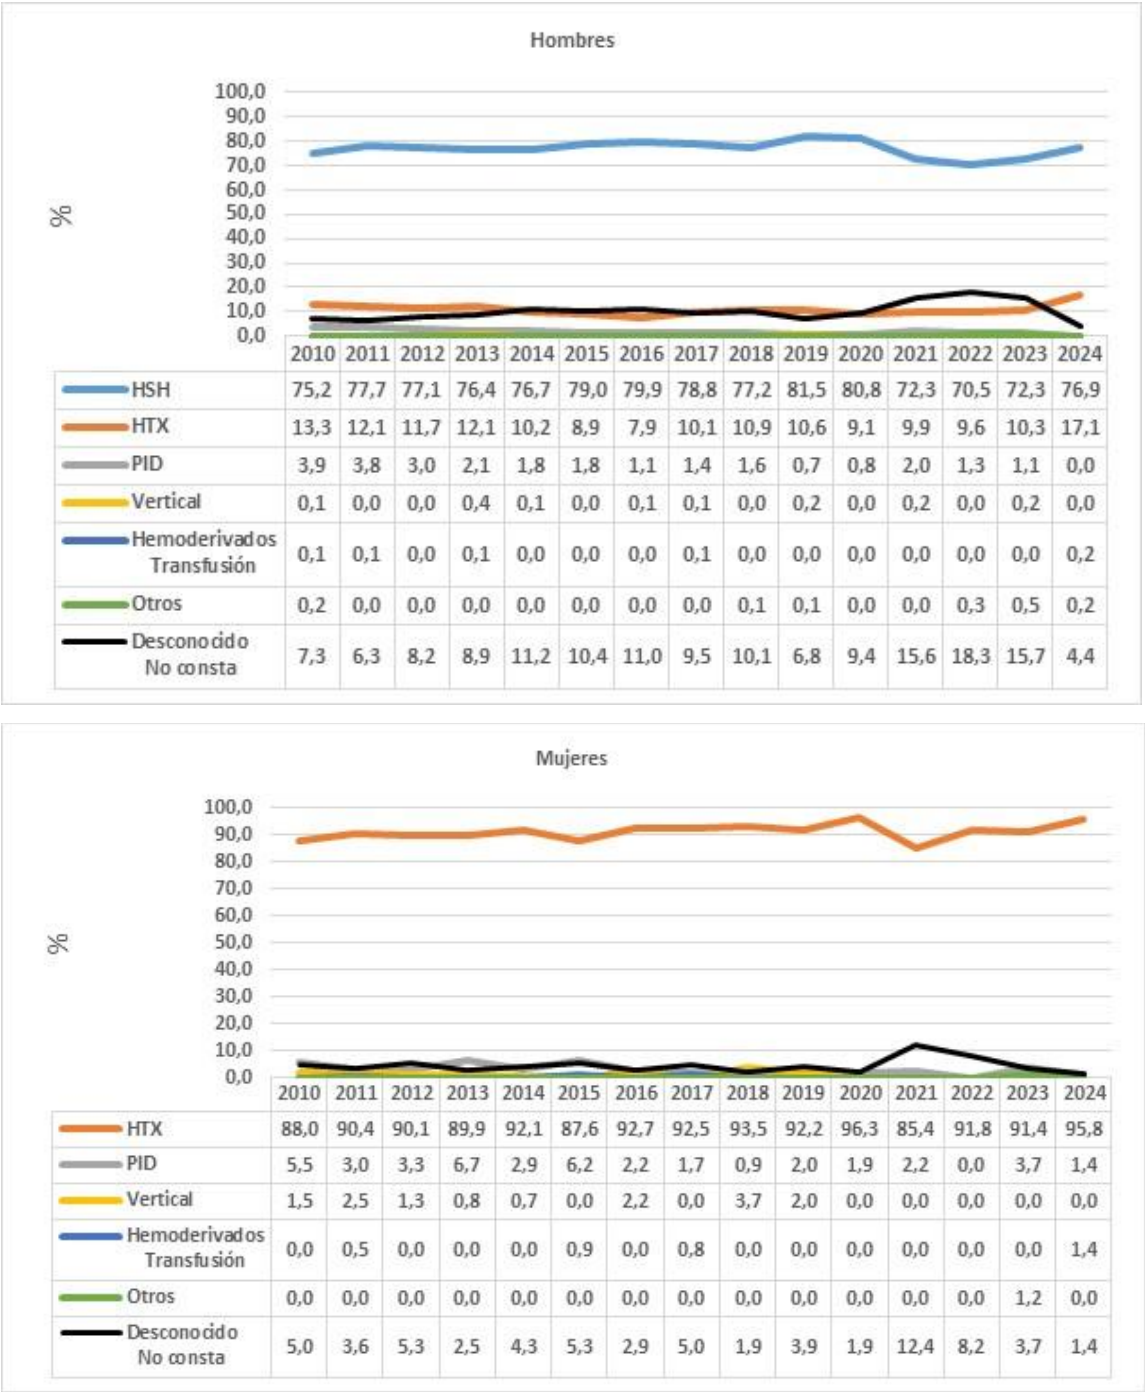 Hombres
%
100,0
90,0
80,0
70,0
60,0
50,0
40,0
30,0
20,0
10,0
0,0
2010 2011 2012 2013 2014 2015 2016 2017 2018 2019 2020 2021 2022 2023 2024
HSH 75,2 77,7 77,1 76,4 76,7 79,0 79,9 78,8 77,2 81,5 80,8 72,3 70,5 72,3 76,9
HTX 13,3 12,1 11,7 12,1 10,2 8,9 7,9 10,1 10,9 10,6 9,1 9,9 9,6 10,3 17,1
PID 3,9 3,8 3,0 2,1 1,8 1,8 1,1 1,4 1,6 0,7 0,8 2,0 1,3 1,1 0,0
Vertical 0,1 0,0 0,0 0,4 0,1 0,0 0,1 0,1 0,0 0,2 0,0 0,2 0,0 0,2 0,0
Hemoderivados
Transfusión 0,1 0,1 0,0 0,1 0,0 0,0 0,0 0,1 0,0 0,0 0,0 0,0 0,0 0,0 0,2
Otros 0,2 0,0 0,0 0,0 0,0 0,0 0,0 0,0 0,1 0,1 0,0 0,0 0,3 0,5 0,2
Desconocido
No consta 7,3 6,3 8,2 8,9 11,2 10,4 11,0 9,5 10,1 6,8 9,4 15,6 18,3 15,7 4,4
Mujeres
%
100,0
90,0
80,0
70,0
60,0
50,0
40,0
30,0
20,0
10,0
0,0
2010 2011 2012 2013 2014 2015 2016 2017 2018 2019 2020 2021 2022 2023 2024
HTX 88,0 90,4 90,1 89,9 92,1 87,6 92,7 92,5 93,5 92,2 96,3 85,4 91,8 91,4 95,8
PID 5,5 3,0 3,3 6,7 2,9 6,2 2,2 1,7 0,9 2,0 1,9 2,2 0,0 3,7 1,4
Vertical 1,5 2,5 1,3 0,8 0,7 0,0 2,2 0,0 3,7 2,0 0,0 0,0 0,0 0,0 0,0
Hemoderivados
Transfusión 0,0 0,5 0,0 0,0 0,0 0,9 0,0 0,8 0,0 0,0 0,0 0,0 0,0 0,0 1,4
Otros 0,0 0,0 0,0 0,0 0,0 0,0 0,0 0,0 0,0 0,0 0,0 0,0 0,0 1,2 0,0
Desconocido
No consta 5,0 3,6 5,3 2,5 4,3 5,3 2,9 5,0 1,9 3,9 1,9 12,4 8,2 3,7 1,4